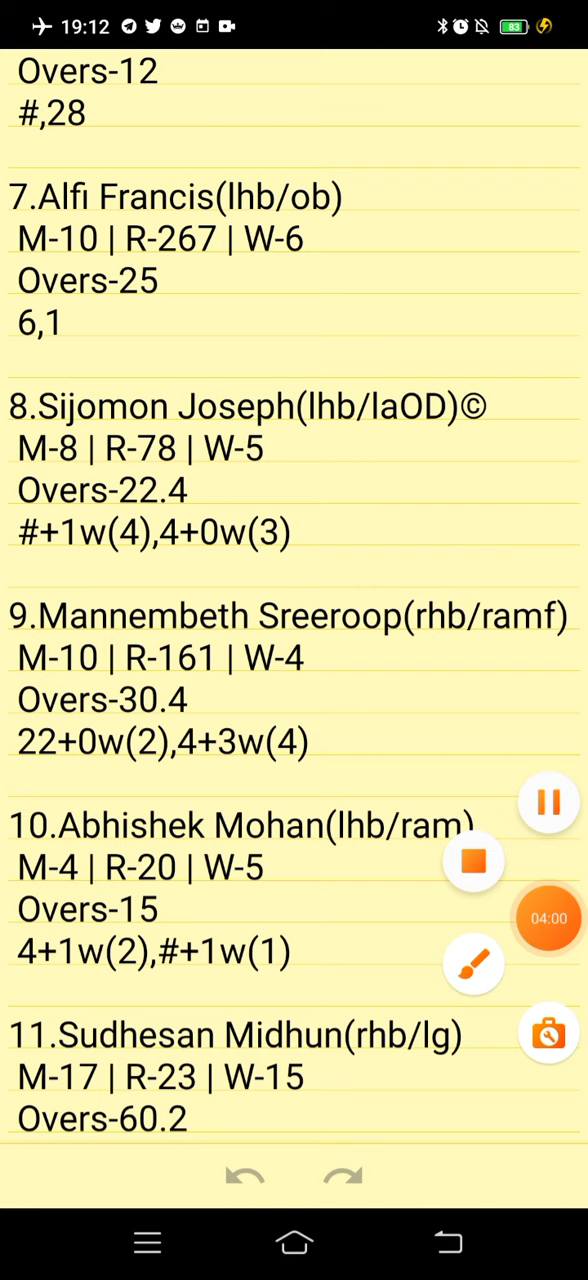 19:12
83
Overs-12
#,28
7.Alfi Francis(lhb/ob)
M-10 | R-267 | W-6
Overs-25
6,1
8.Sijomon Joseph(lhb/laOD)©
M-8 | R-78 | W-5
Overs-22.4
#+1w(4),4+0w(3)
9.Mannembeth Sreeroop(rhb/ramf)
M-10 | R-161 | W-4
Overs-30.4
22+0w(2),4+3w(4)
10.Abhishek Mohan(lhb/ram)
M-4 | R-20 | W-5
Overs-15
04:00
4+1w(2),#+1w(1)
11.Sudhesan Midhun(rhb/lg)
M-17 | R-23 | W-15
Overs-60.2